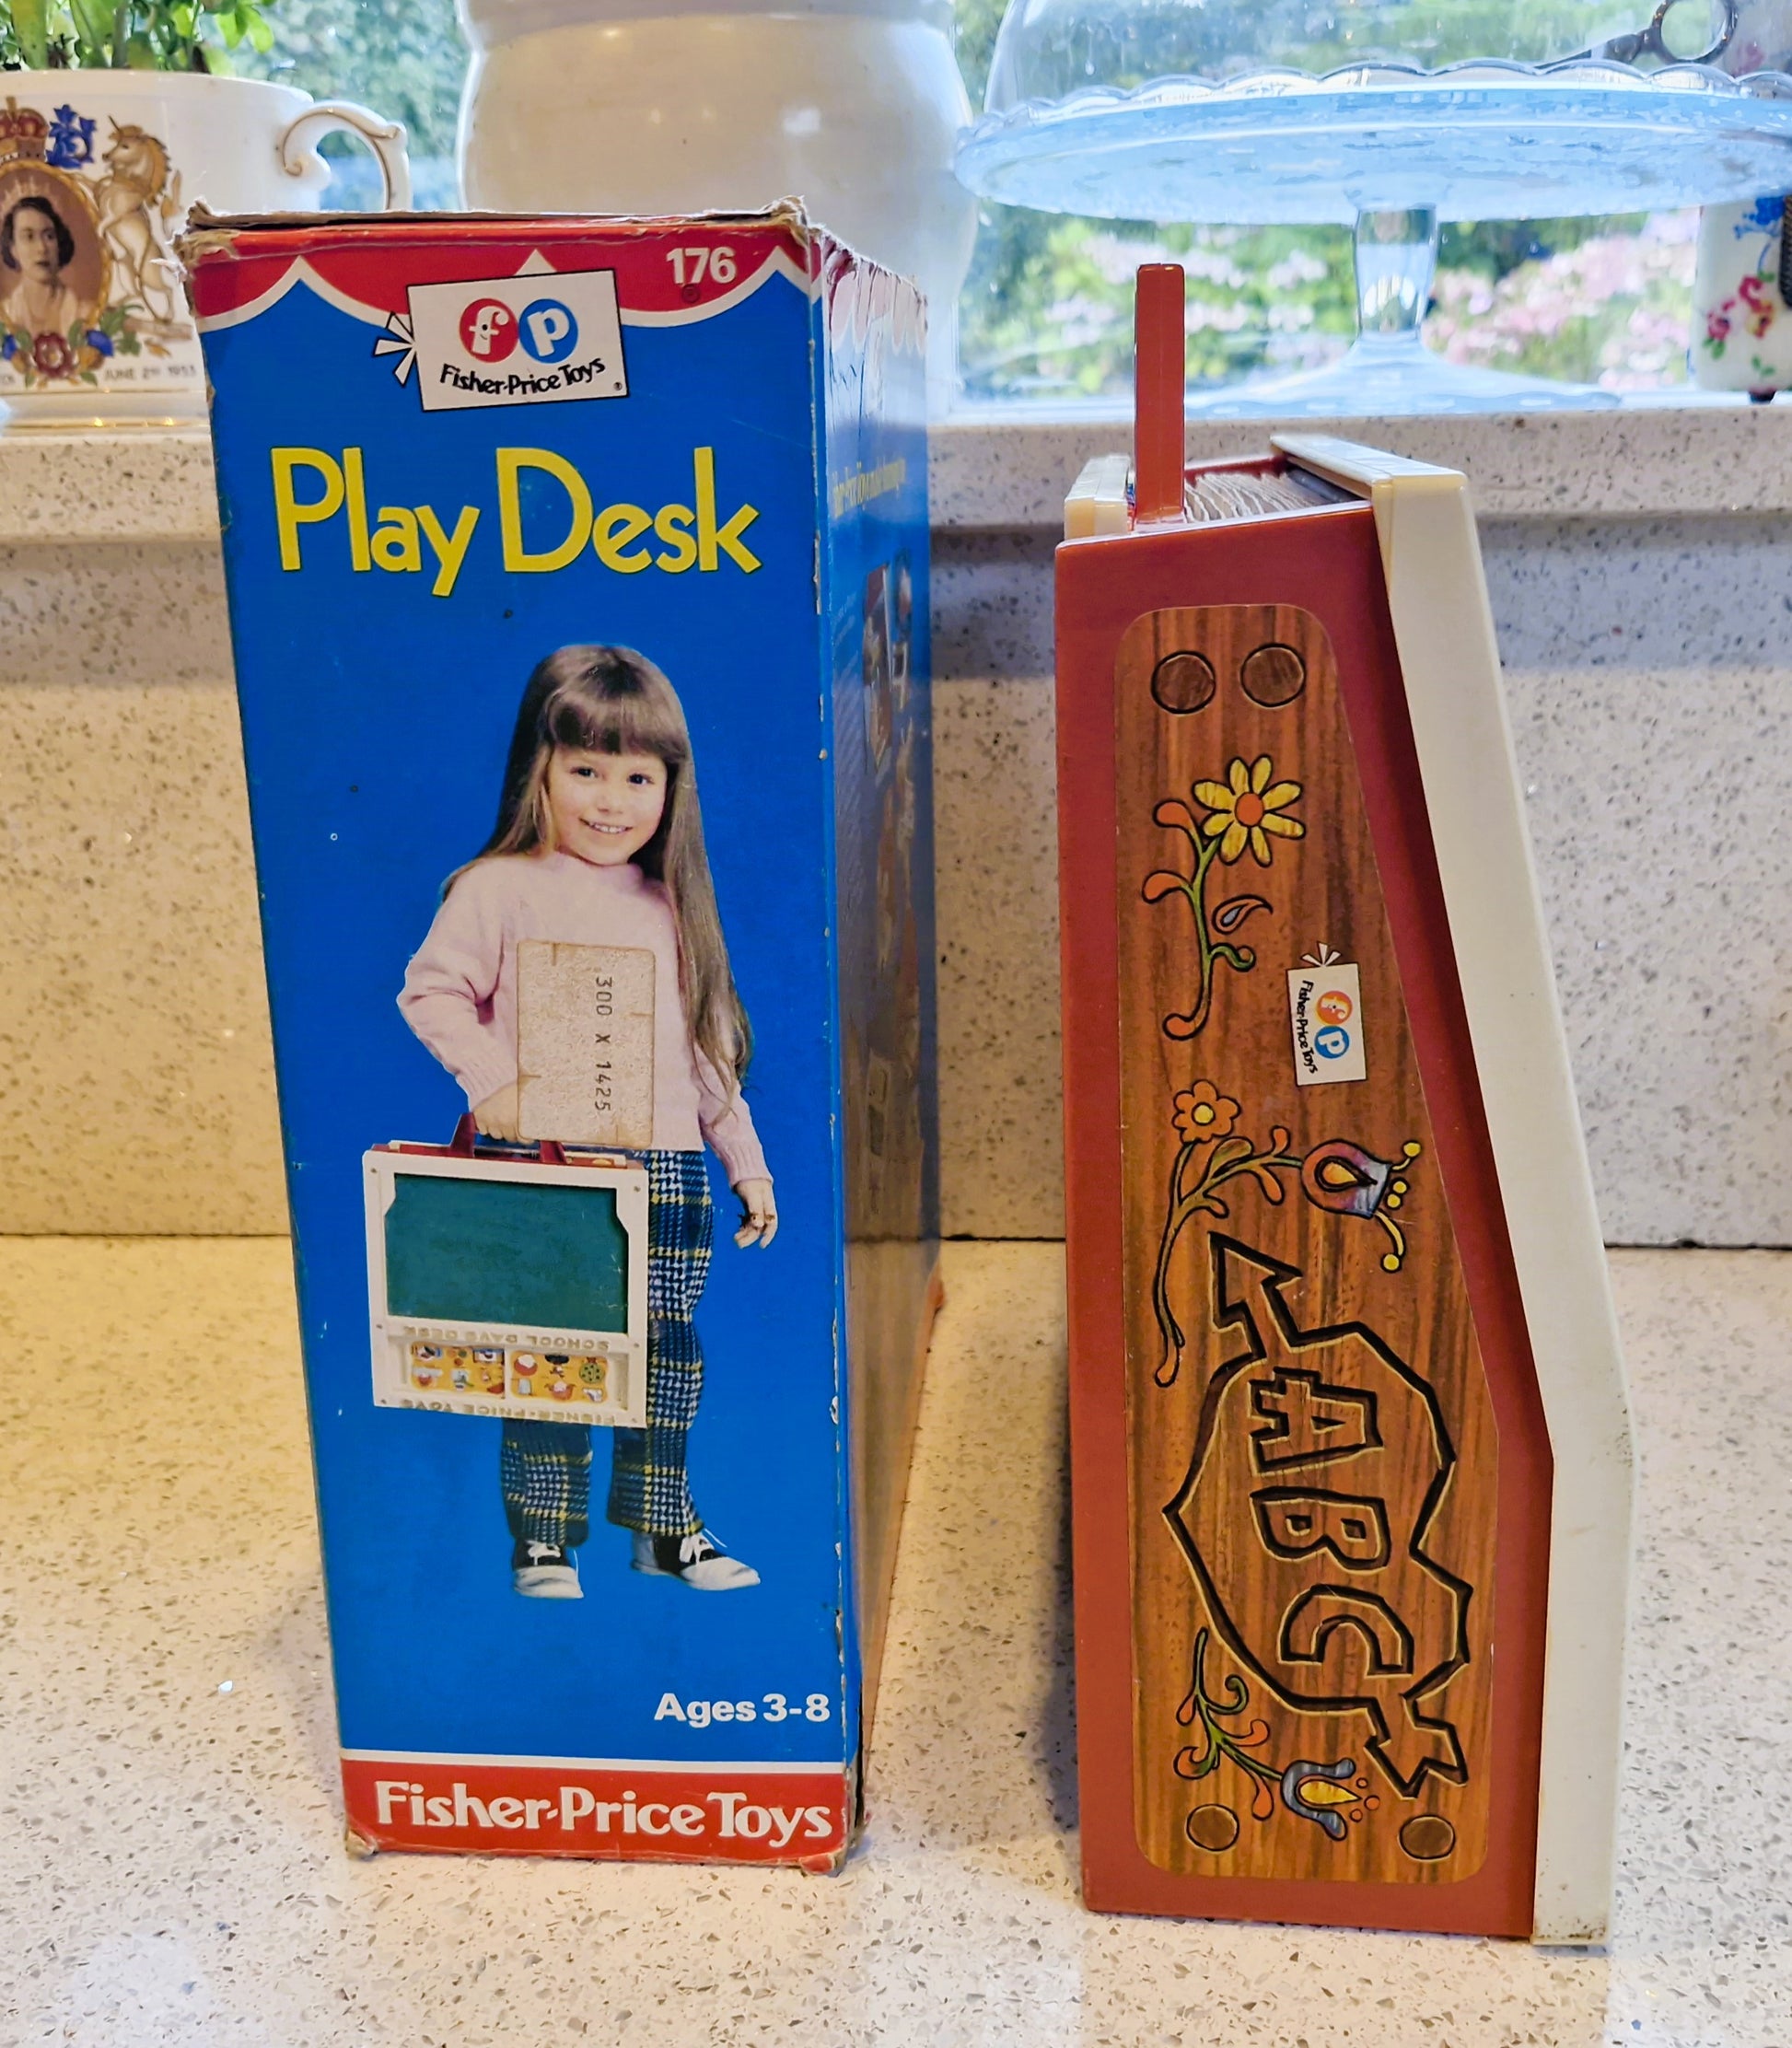 JUNE 2ND 1953
176
fp
Fisher-Price Toys®
Play Desk
300 X 1425
SCHOOL DAYS DESK
FISHER-PRICE TOYS
Ages 3-8
Fisher-Price Toys
fp
Fisher-Price Toys
ABC